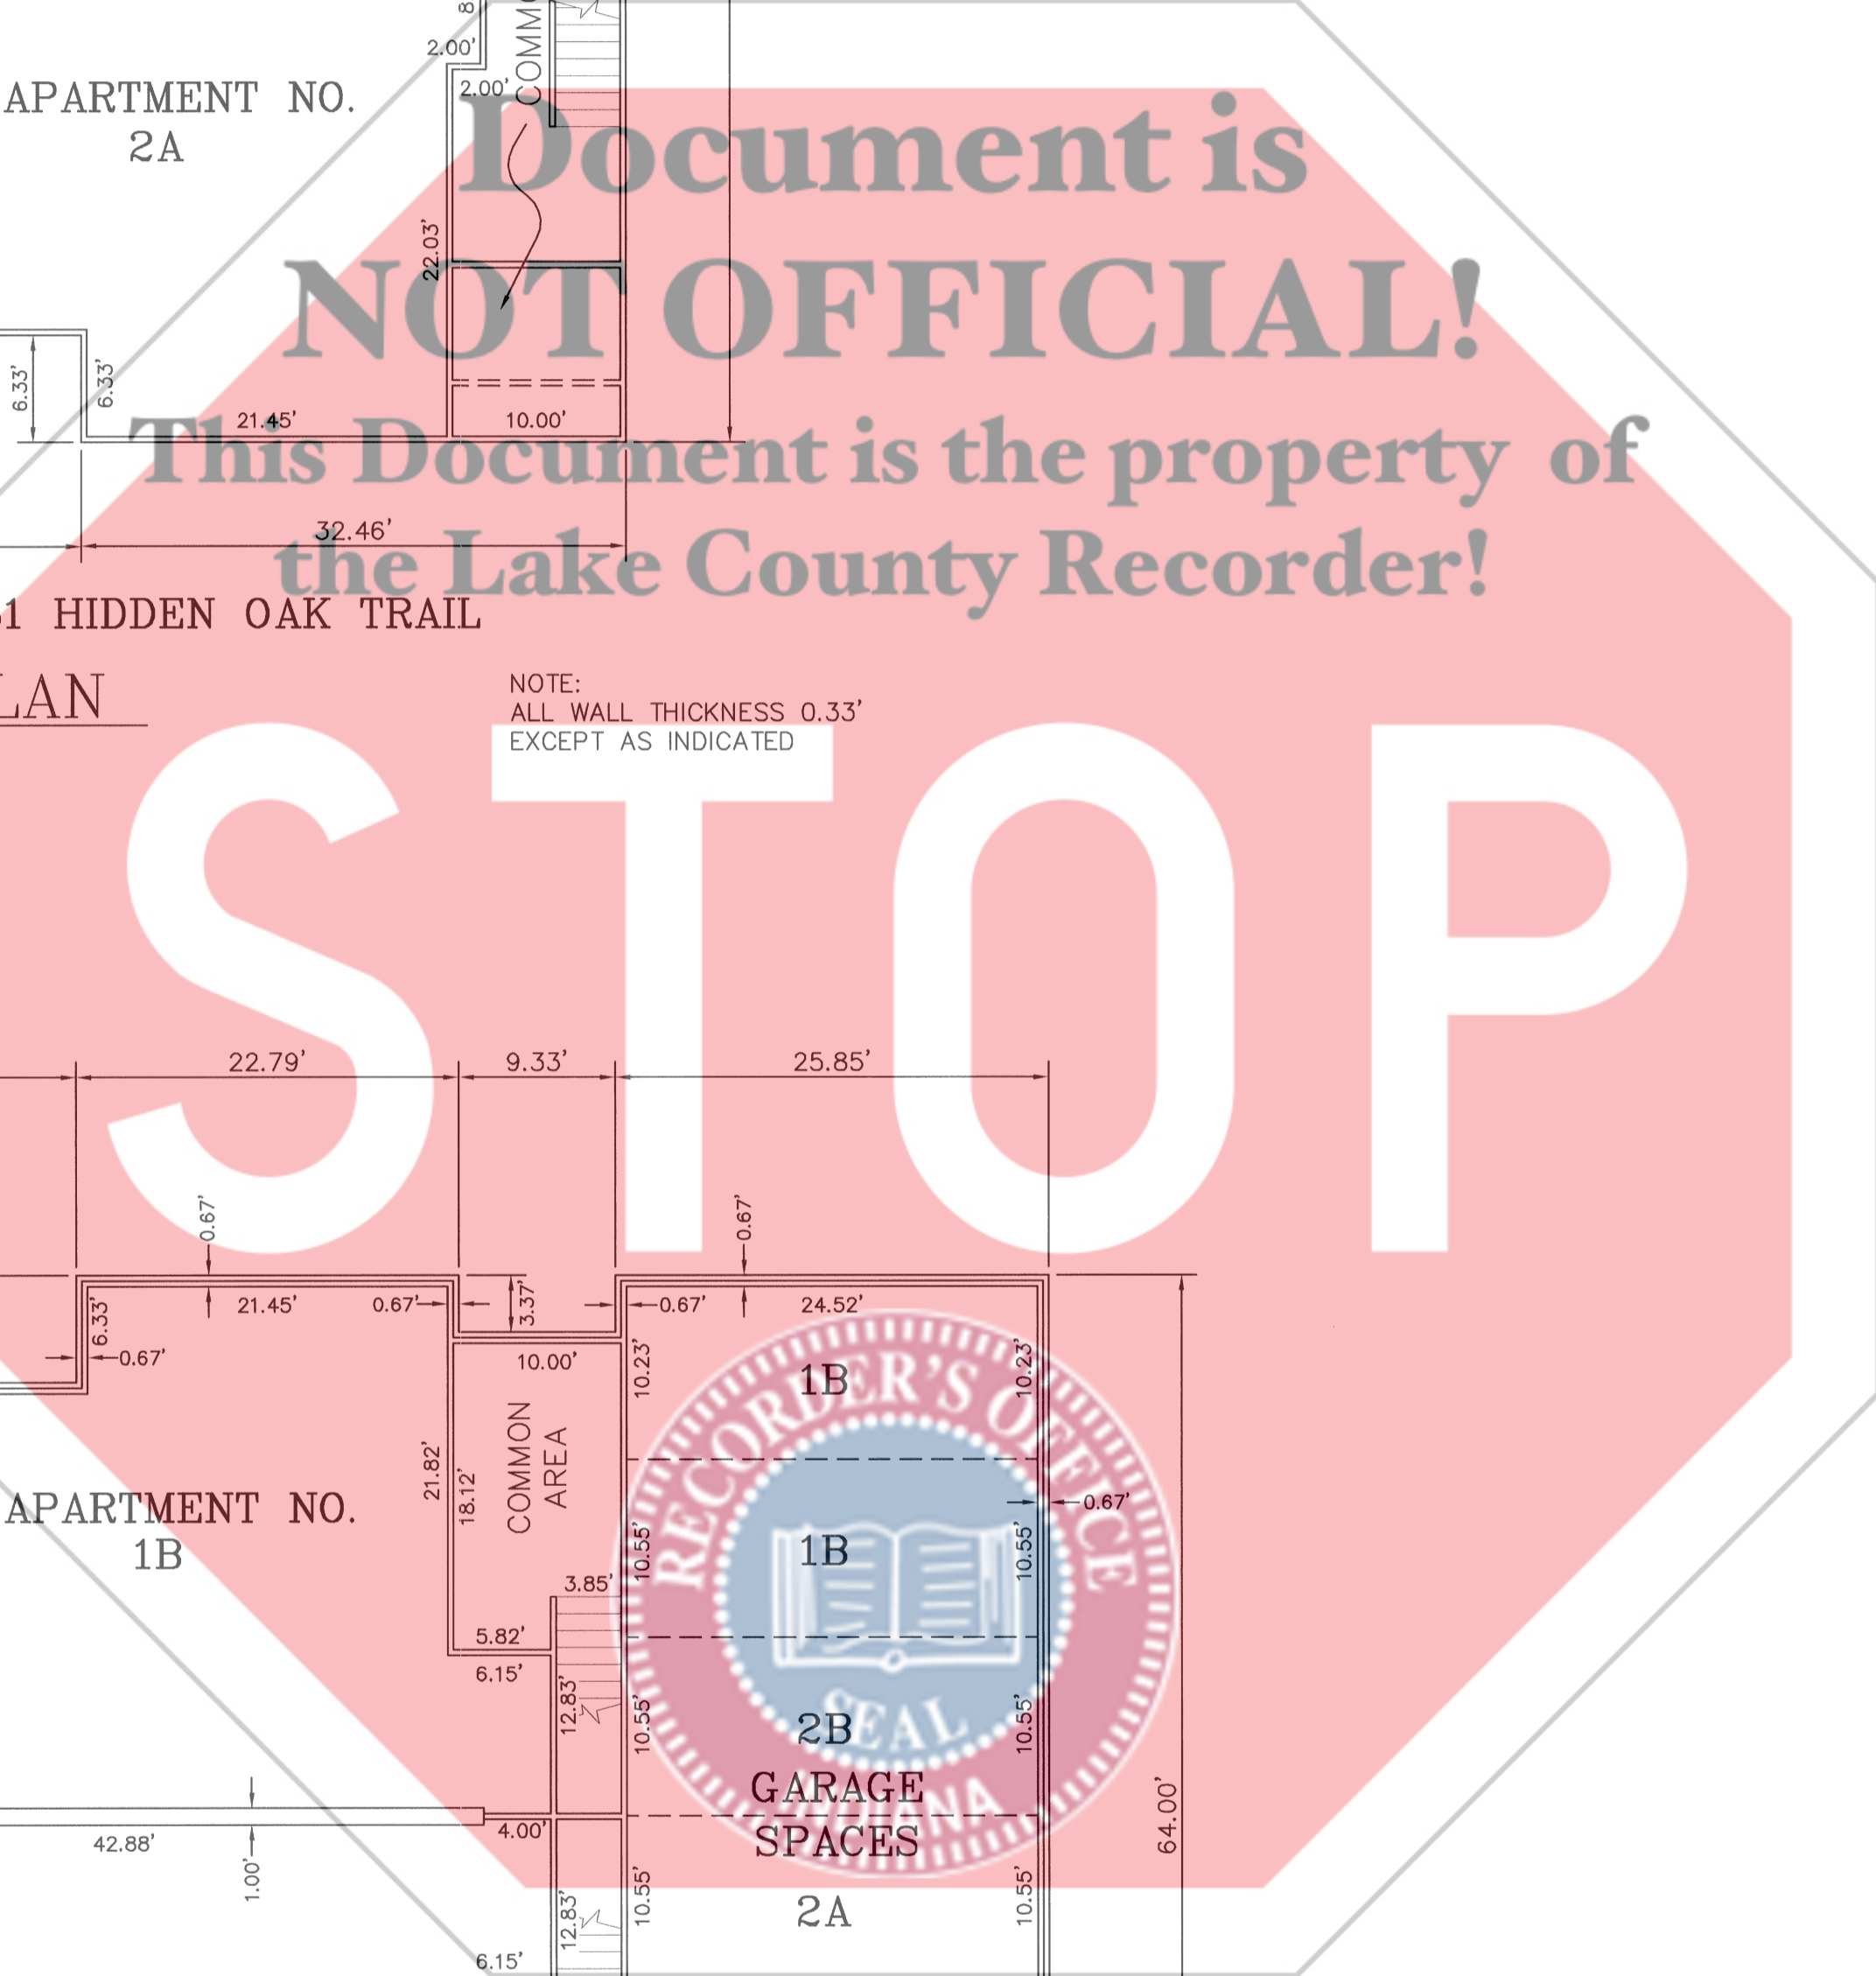 8
2.00'
COMMO
2.00'
APARTMENT NO.
2A
Document is
22.03'
NOT OFFICIAL!
6.33'
6.33'
21.45'
10.00'
This Document is the property of
32.46'
the Lake County Recorder!
1 HIDDEN OAK TRAIL
LAN
NOTE:
ALL WALL THICKNESS 0.33'
EXCEPT AS INDICATED
STOP
22.79'
9.33'
25.85'
0.67'
0.67'
6.33'
21.45'
0.67'
3.37'
0.67'
24.52'
0.67'
10.00'
10.23'
1B
10.23'
RECORDER'S OFFICE
COMMON
AREA
21.82'
18.12'
0.67'
APARTMENT NO.
1B
10.55'
1B
10.55'
3.85'
5.82'
6.15'
12.83'
10.55'
2B
10.55'
SEAL
GARAGE
INDIANA
SPACES
64.00'
42.88'
4.00'
1.00'
12.83'
10.55'
2A
10.55'
6.15'